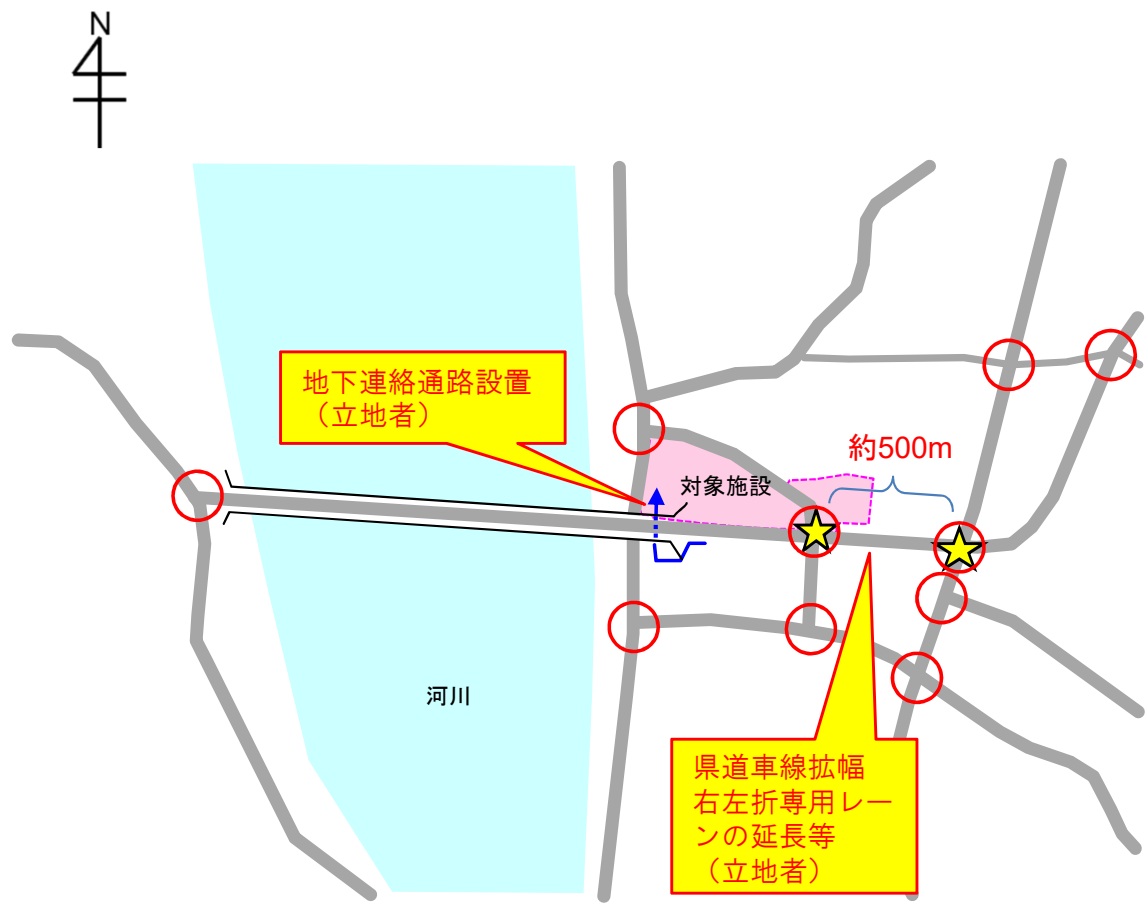 N
地下連絡通路設置
（立地者）
約500m
対象施設
河川
県道車線拡幅
右左折専用レー
ンの延長等
（立地者）